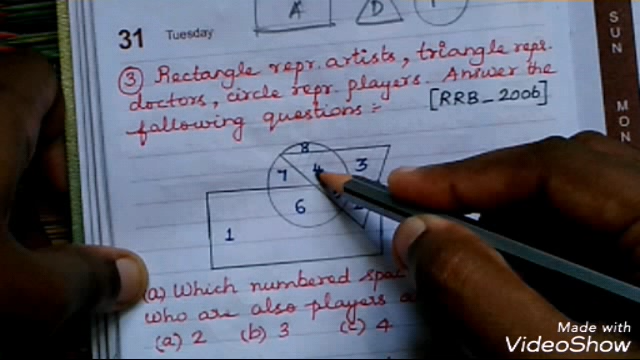 A
D
31 Tuesday
SUN
MON
③ Rectangle repr. artists, triangle repr.
doctors, circle repr. players. Answer the
following questions :-
[RRB_2006]
8
7 4 3
6
1
(a) Which numbered spac
who are also players a
(a) 2 (b) 3 (c) 4
Made with
VideoShow